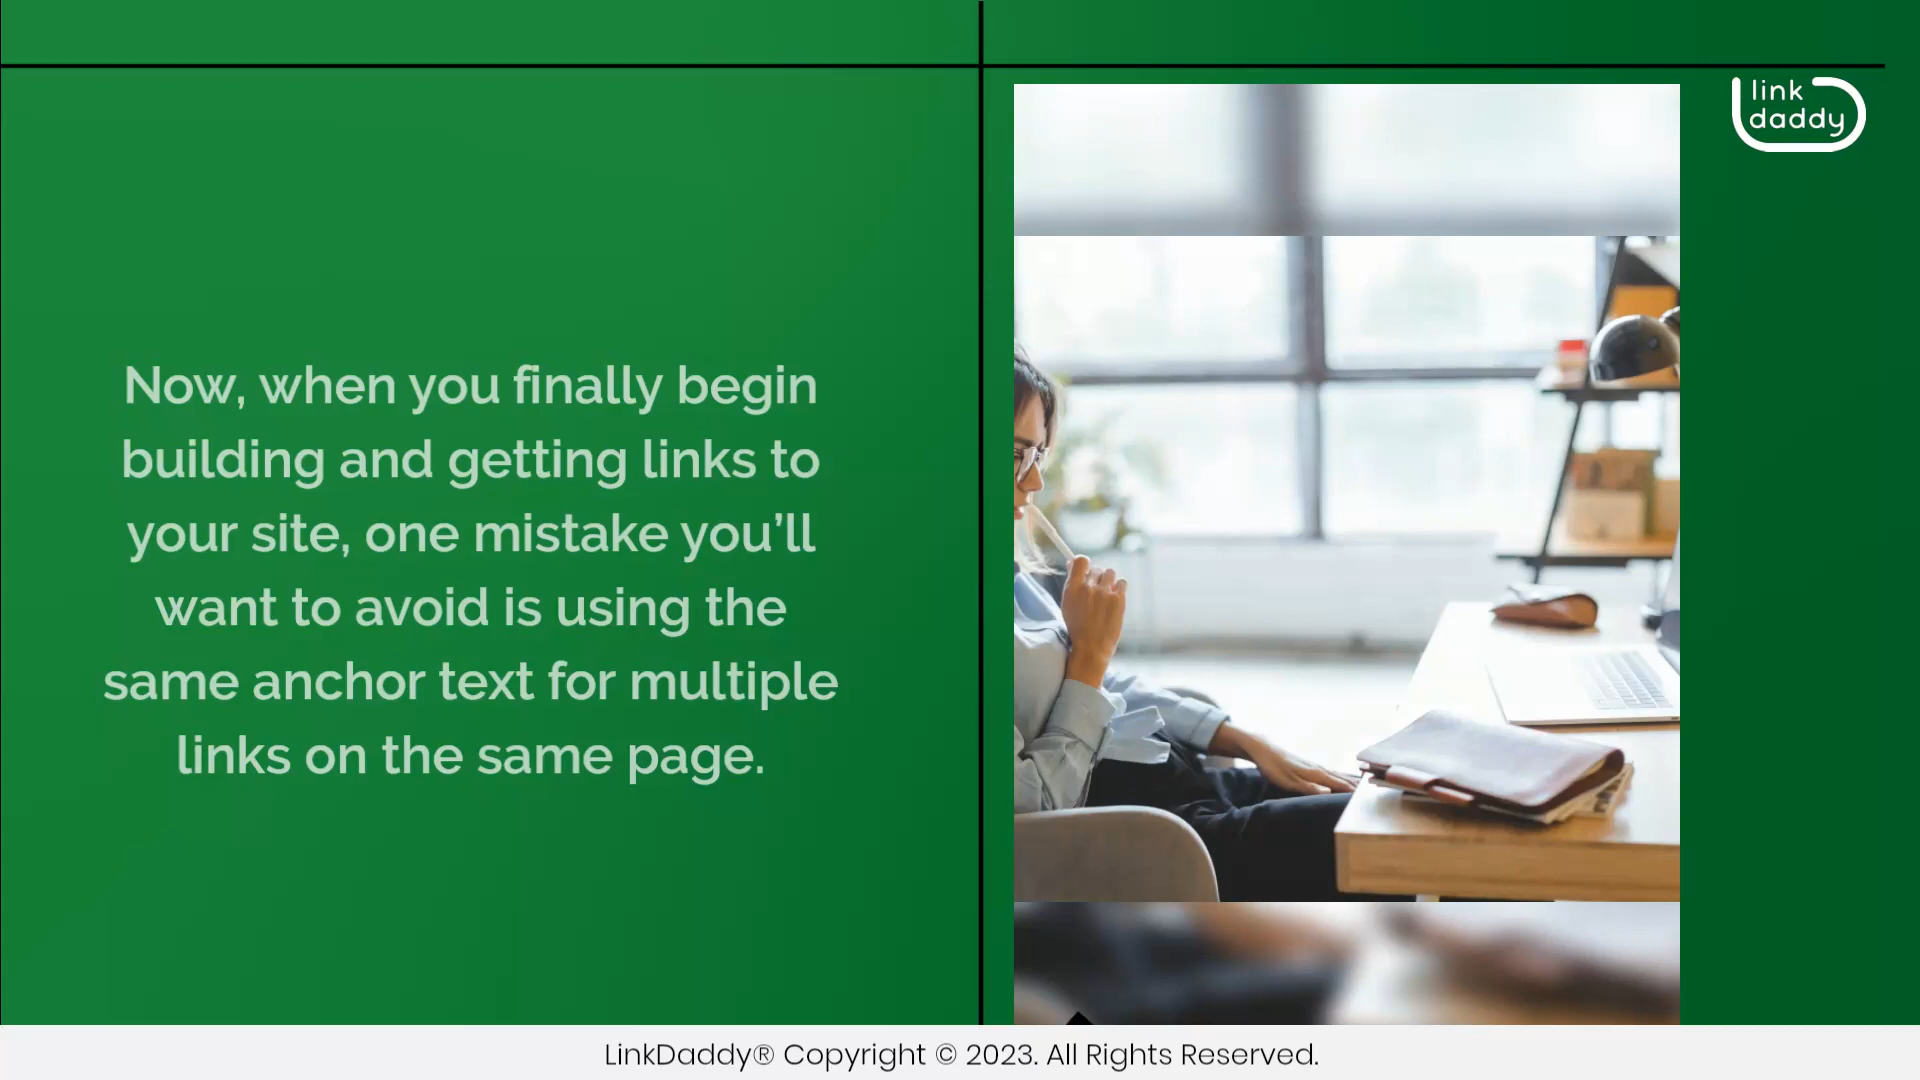 link
daddy
Now, when you finally begin
building and getting links to
your site, one mistake you’ll
want to avoid is using the
same anchor text for multiple
links on the same page.
LinkDaddy® Copyright © 2023. All Rights Reserved.